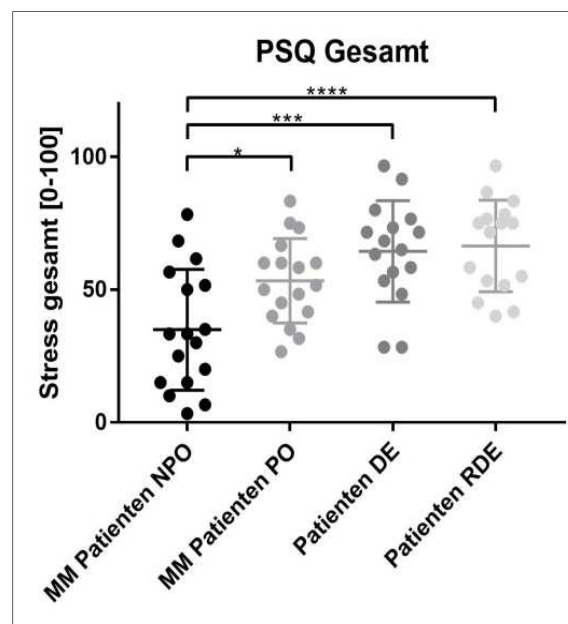 PSQ Gesamt
****
***
*
Stress gesamt [0-100]
100
50
0
MM Patienten NPO
MM Patienten PO
Patienten DE
Patienten RDE